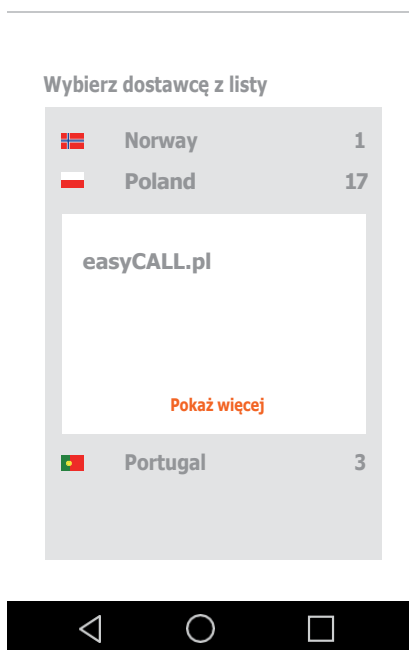 Wybierz dostawcę z listy
Norway 1
Poland 17
easyCALL.pl
Pokaż więcej
Portugal 3